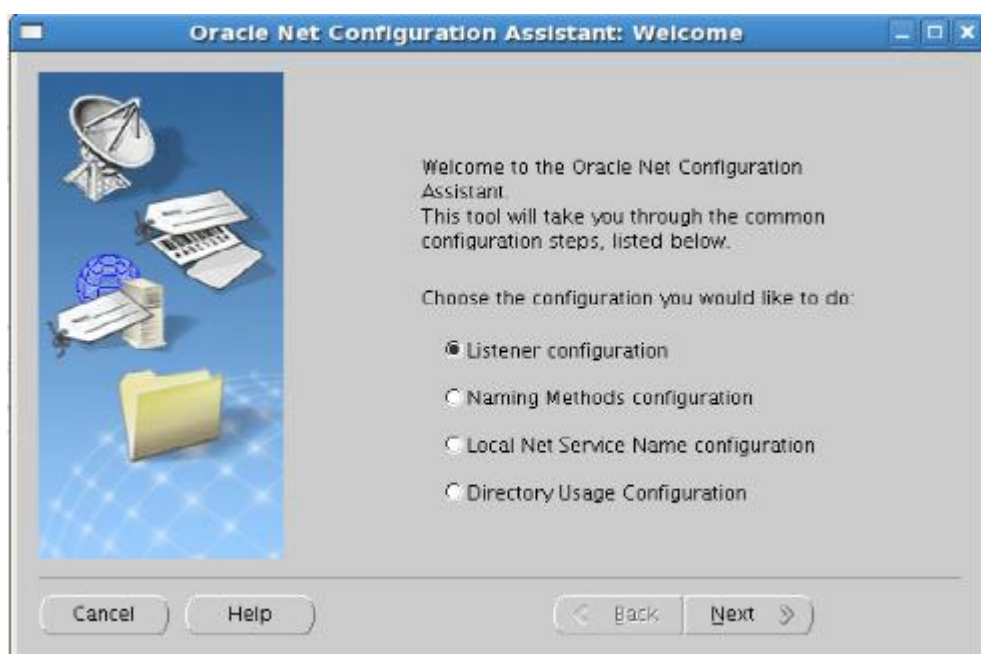 Oracle Net Configuration Assistant: Welcome
Welcome to the Oracle Net Configuration
Assistant.
This tool will take you through the common
configuration steps, listed below.
Choose the configuration you would like to do:
Listener configuration
Naming Methods configuration
Local Net Service Name configuration
Directory Usage Configuration
Cancel
Help
Back
Next